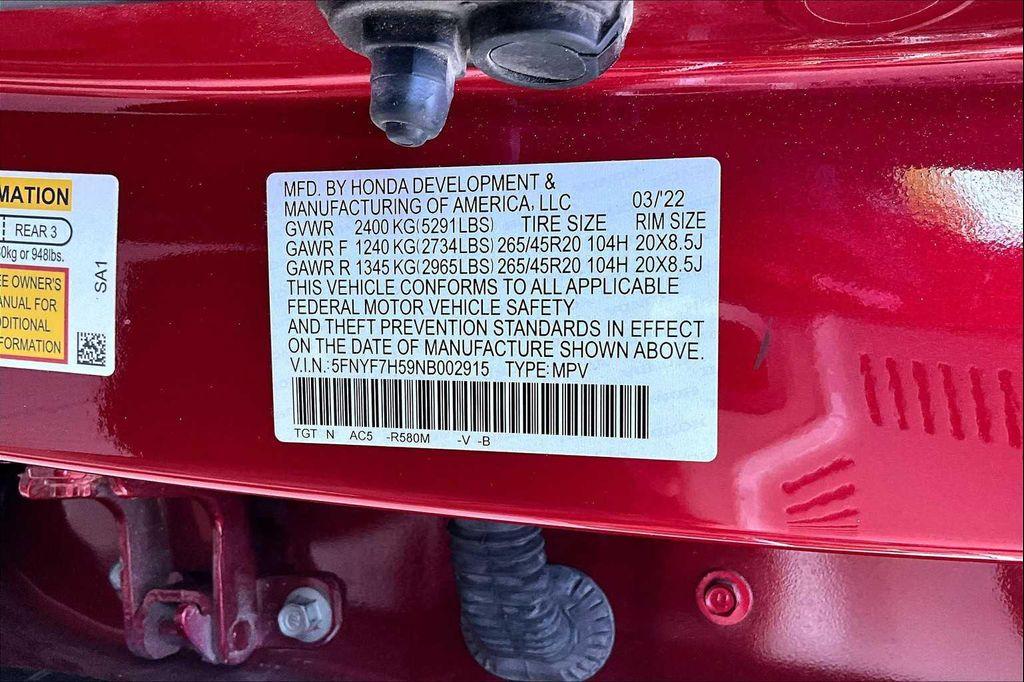 MATION
REAR 3
0kg or 948lbs.
EE OWNER'S
ANUAL FOR
DDITIONAL
FORMATION
SA1
MFD. BY HONDA DEVELOPMENT &
MANUFACTURING OF AMERICA, LLC 03/'22
GVWR 2400 KG(5291LBS) TIRE SIZE RIM SIZE
GAWR F 1240 KG(2734LBS) 265/45R20 104H 20X8.5J
GAWR R 1345 KG(2965LBS) 265/45R20 104H 20X8.5J
THIS VEHICLE CONFORMS TO ALL APPLICABLE
FEDERAL MOTOR VEHICLE SAFETY
AND THEFT PREVENTION STANDARDS IN EFFECT
ON THE DATE OF MANUFACTURE SHOWN ABOVE.
V.I.N.:5FNYF7H59NB002915 TYPE:MPV
TGT N AC5 -R580M -V -B